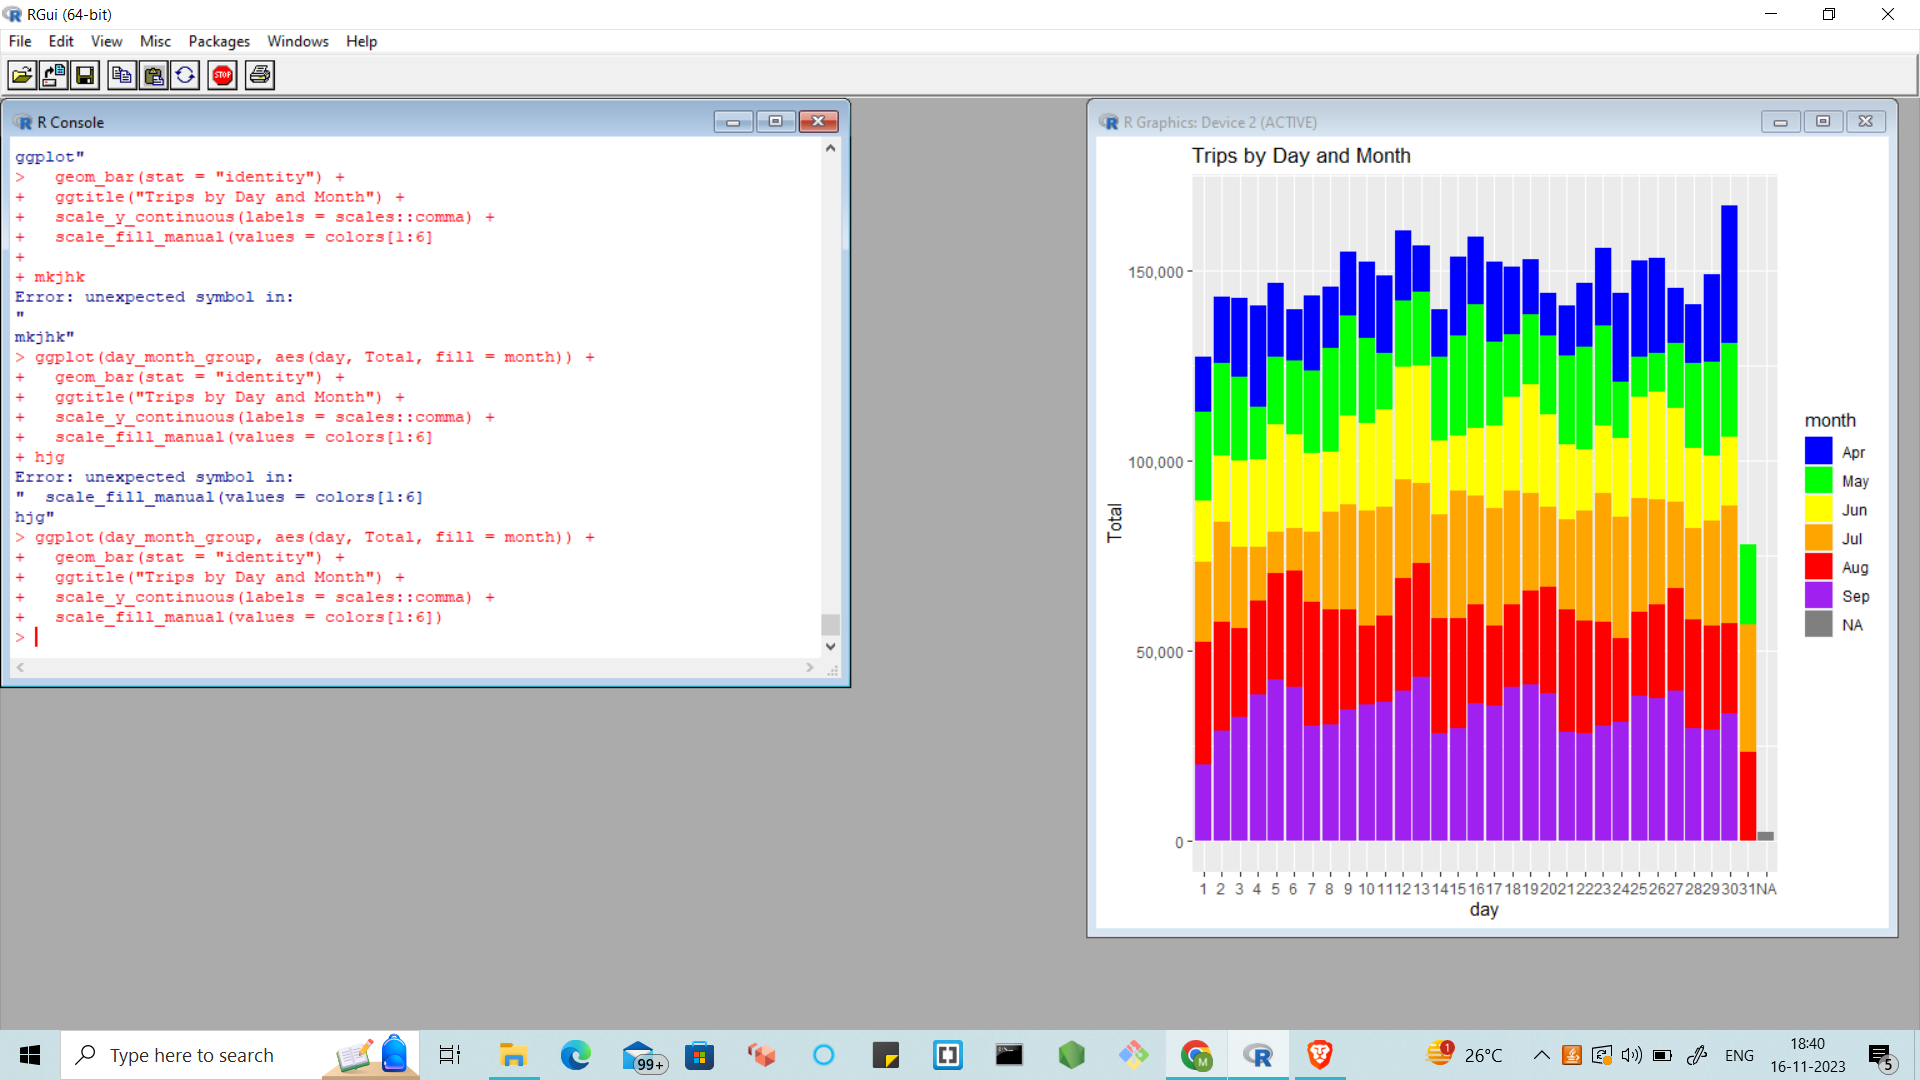 RGui (64-bit)
File Edit View Misc Packages Windows Help
STOP
R Console
ggplot"
>   geom_bar(stat = "identity") +
+   ggtitle("Trips by Day and Month") +
+   scale_y_continuous(labels = scales::comma) +
+   scale_fill_manual(values = colors[1:6]
+
+ mkjhk
Error: unexpected symbol in:
"
mkjhk"
> ggplot(day_month_group, aes(day, Total, fill = month)) +
+   geom_bar(stat = "identity") +
+   ggtitle("Trips by Day and Month") +
+   scale_y_continuous(labels = scales::comma) +
+   scale_fill_manual(values = colors[1:6]
+ hjg
Error: unexpected symbol in:
"  scale_fill_manual(values = colors[1:6]
hjg"
> ggplot(day_month_group, aes(day, Total, fill = month)) +
+   geom_bar(stat = "identity") +
+   ggtitle("Trips by Day and Month") +
+   scale_y_continuous(labels = scales::comma) +
+   scale_fill_manual(values = colors[1:6])
>
R Graphics: Device 2 (ACTIVE)
Trips by Day and Month
150,000
100,000
50,000
0
Total
1 2 3 4 5 6 7 8 9 10 11 12 13 14 15 16 17 18 19 20 21 22 23 24 25 26 27 28 29 30 31 NA
day
month
Apr
May
Jun
Jul
Aug
Sep
NA
Type here to search
99+
M
1
26°C
ENG
18:40
16-11-2023
5